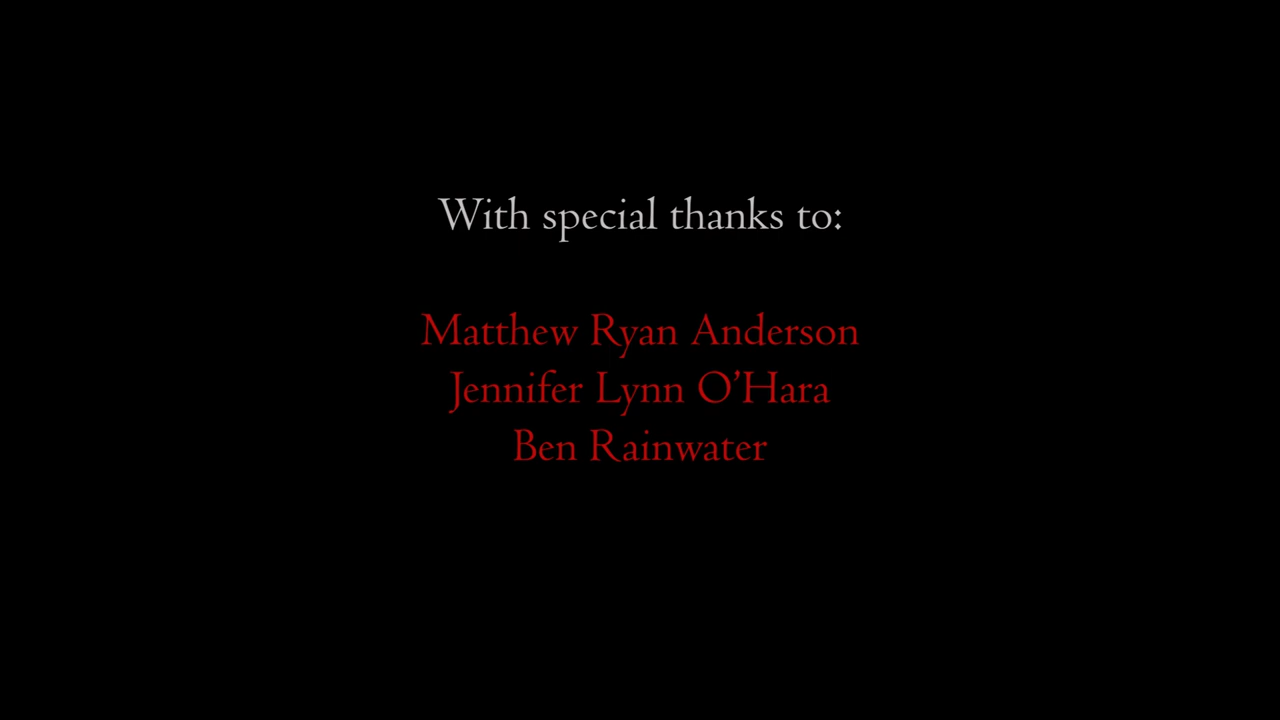 With special thanks to:
Matthew Ryan Anderson
Jennifer Lynn O’Hara
Ben Rainwater